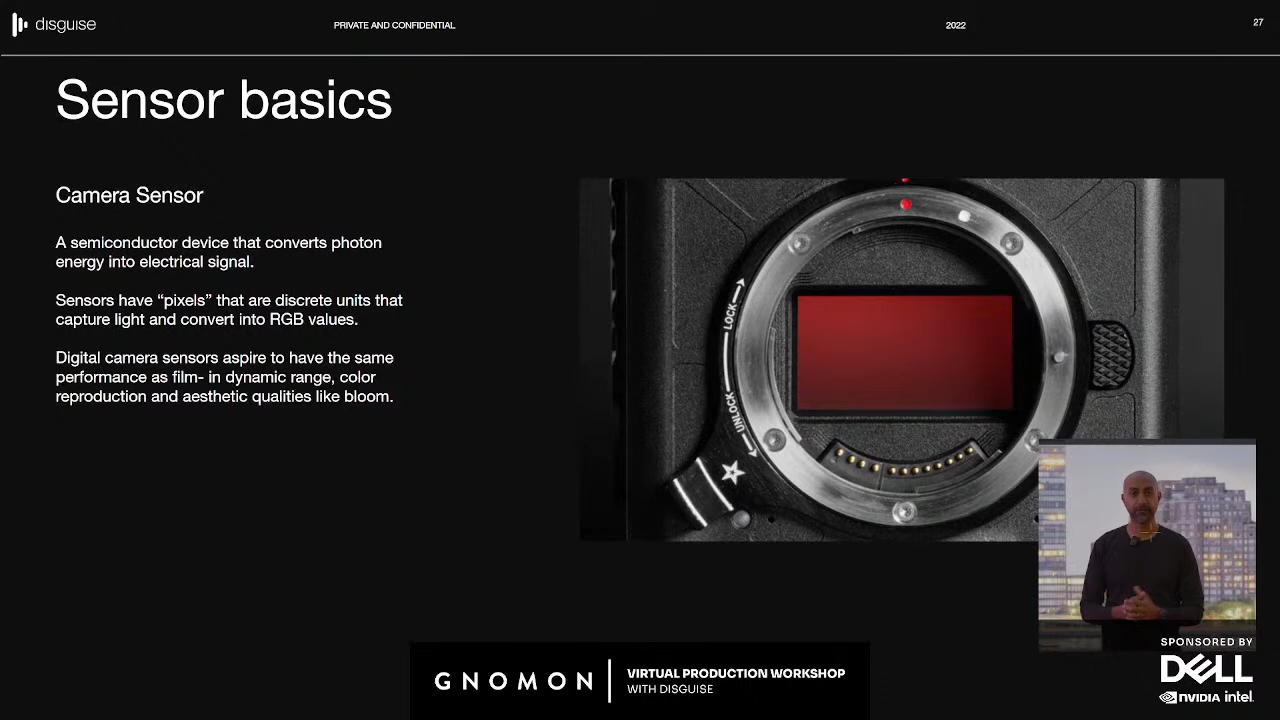 disguise
PRIVATE AND CONFIDENTIAL
2022
27
Sensor basics
Camera Sensor
A semiconductor device that converts photon
energy into electrical signal.
Sensors have “pixels” that are discrete units that
capture light and convert into RGB values.
Digital camera sensors aspire to have the same
performance as film- in dynamic range, color
reproduction and aesthetic qualities like bloom.
LOCK
UNLOCK
SPONSORED BY
DELL
NVIDIA intel.
GNOMON
VIRTUAL PRODUCTION WORKSHOP
WITH DISGUISE